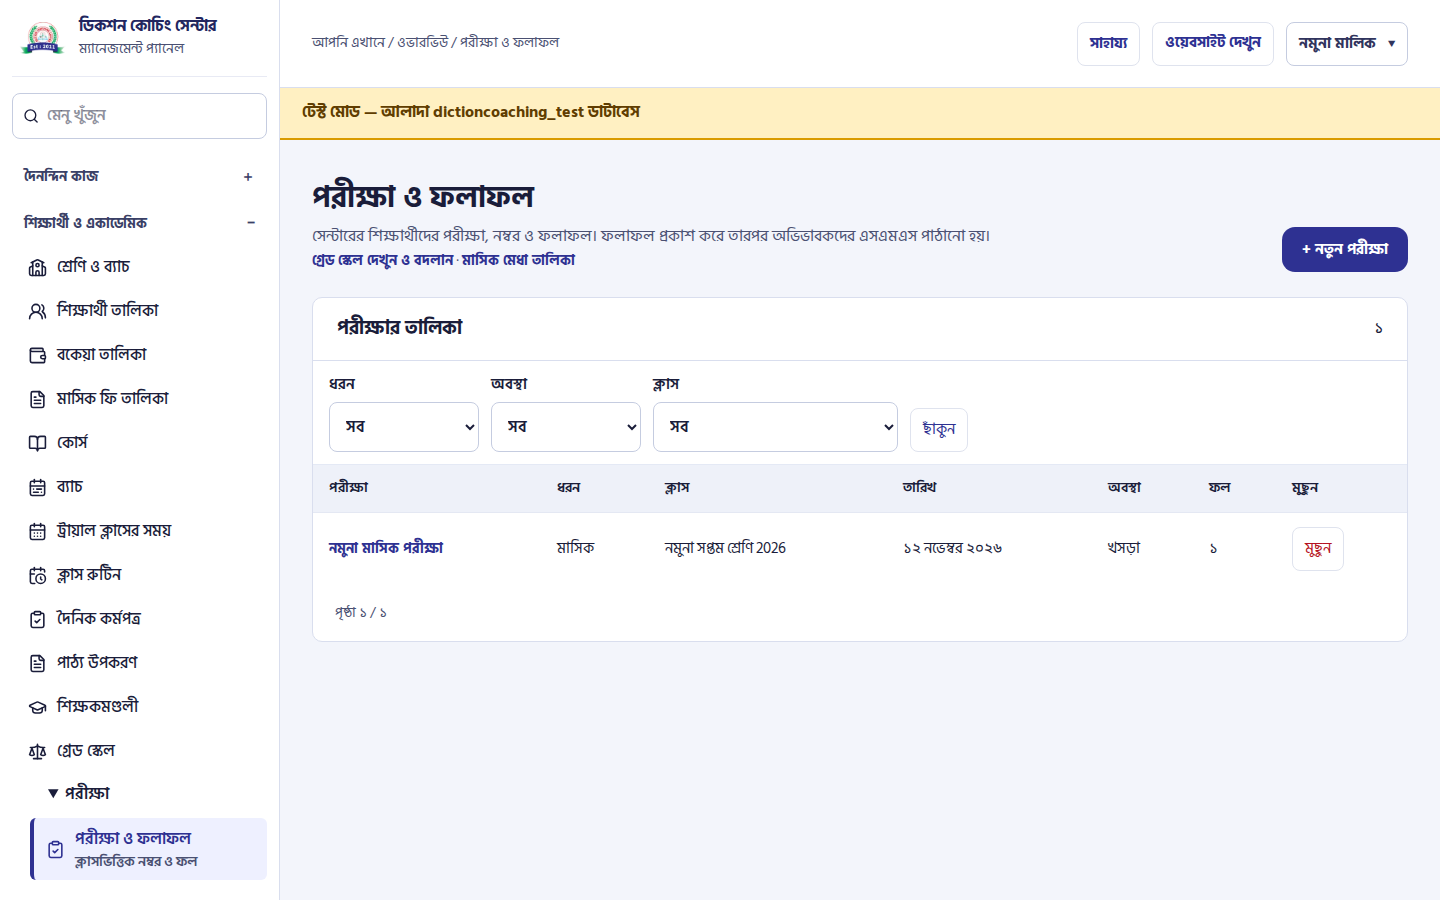 ডিকশন কোচিং সেন্টার
ম্যানেজমেন্ট প্যানেল
Est : 2011
মেনু খুঁজুন
দৈনন্দিন কাজ +
শিক্ষার্থী ও একাডেমিক −
শ্রেণি ও ব্যাচ
শিক্ষার্থী তালিকা
বকেয়া তালিকা
মাসিক ফি তালিকা
কোর্স
ব্যাচ
ট্রায়াল ক্লাসের সময়
ক্লাস রুটিন
দৈনিক কর্মপত্র
পাঠ্য উপকরণ
শিক্ষকমণ্ডলী
গ্রেড স্কেল
▼ পরীক্ষা
পরীক্ষা ও ফলাফল
ক্লাসভিত্তিক নম্বর ও ফল
আপনি এখানে / ওভারভিউ / পরীক্ষা ও ফলাফল
সাহায্য
ওয়েবসাইট দেখুন
নমুনা মালিক ▼
টেস্ট মোড — আলাদা dictioncoaching_test ডাটাবেস
পরীক্ষা ও ফলাফল
সেন্টারের শিক্ষার্থীদের পরীক্ষা, নম্বর ও ফলাফল। ফলাফল প্রকাশ করে তারপর অভিভাবকদের এসএমএস পাঠানো হয়।
গ্রেড স্কেল দেখুন ও বদলান · মাসিক মেধা তালিকা
+ নতুন পরীক্ষা
পরীক্ষার তালিকা ১
ধরন অবস্থা ক্লাস
সব সব সব ছাঁকুন
পরীক্ষা ধরন ক্লাস তারিখ অবস্থা ফল মুছুন
নমুনা মাসিক পরীক্ষা মাসিক নমুনা সপ্তম শ্রেণি 2026 ১২ নভেম্বর ২০২৬ খসড়া ১ মুছুন
পৃষ্ঠা ১ / ১